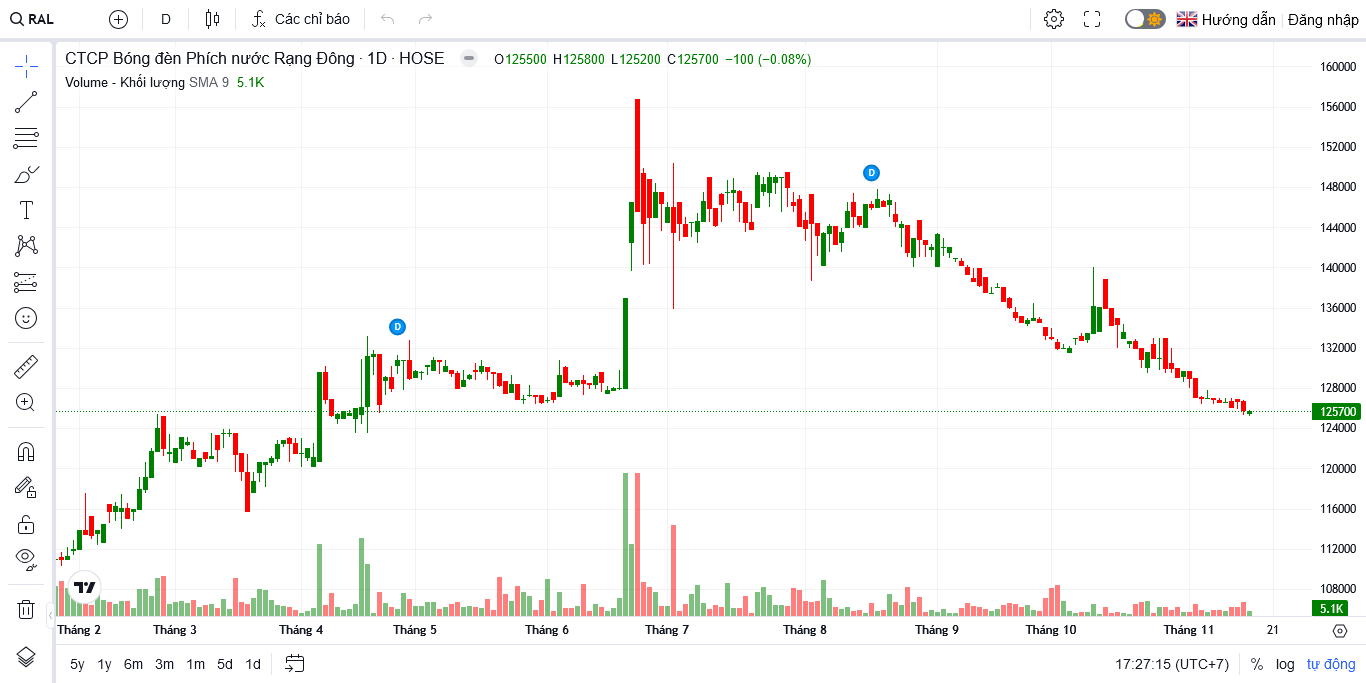 RAL D Các chỉ báo Hướng dẫn Đăng nhập
CTCP Bóng đèn Phích nước Rạng Đông · 1D · HOSE O125500 H125800 L125200 C125700 −100 (−0.08%)
Volume - Khối lượng SMA 9 5.1K
160000
156000
152000
148000
144000
140000
136000
132000
128000
125700
124000
120000
116000
112000
108000
5.1K
D
D
Tháng 2 Tháng 3 Tháng 4 Tháng 5 Tháng 6 Tháng 7 Tháng 8 Tháng 9 Tháng 10 Tháng 11 21
5y 1y 6m 3m 1m 5d 1d 17:27:15 (UTC+7) % log tự động